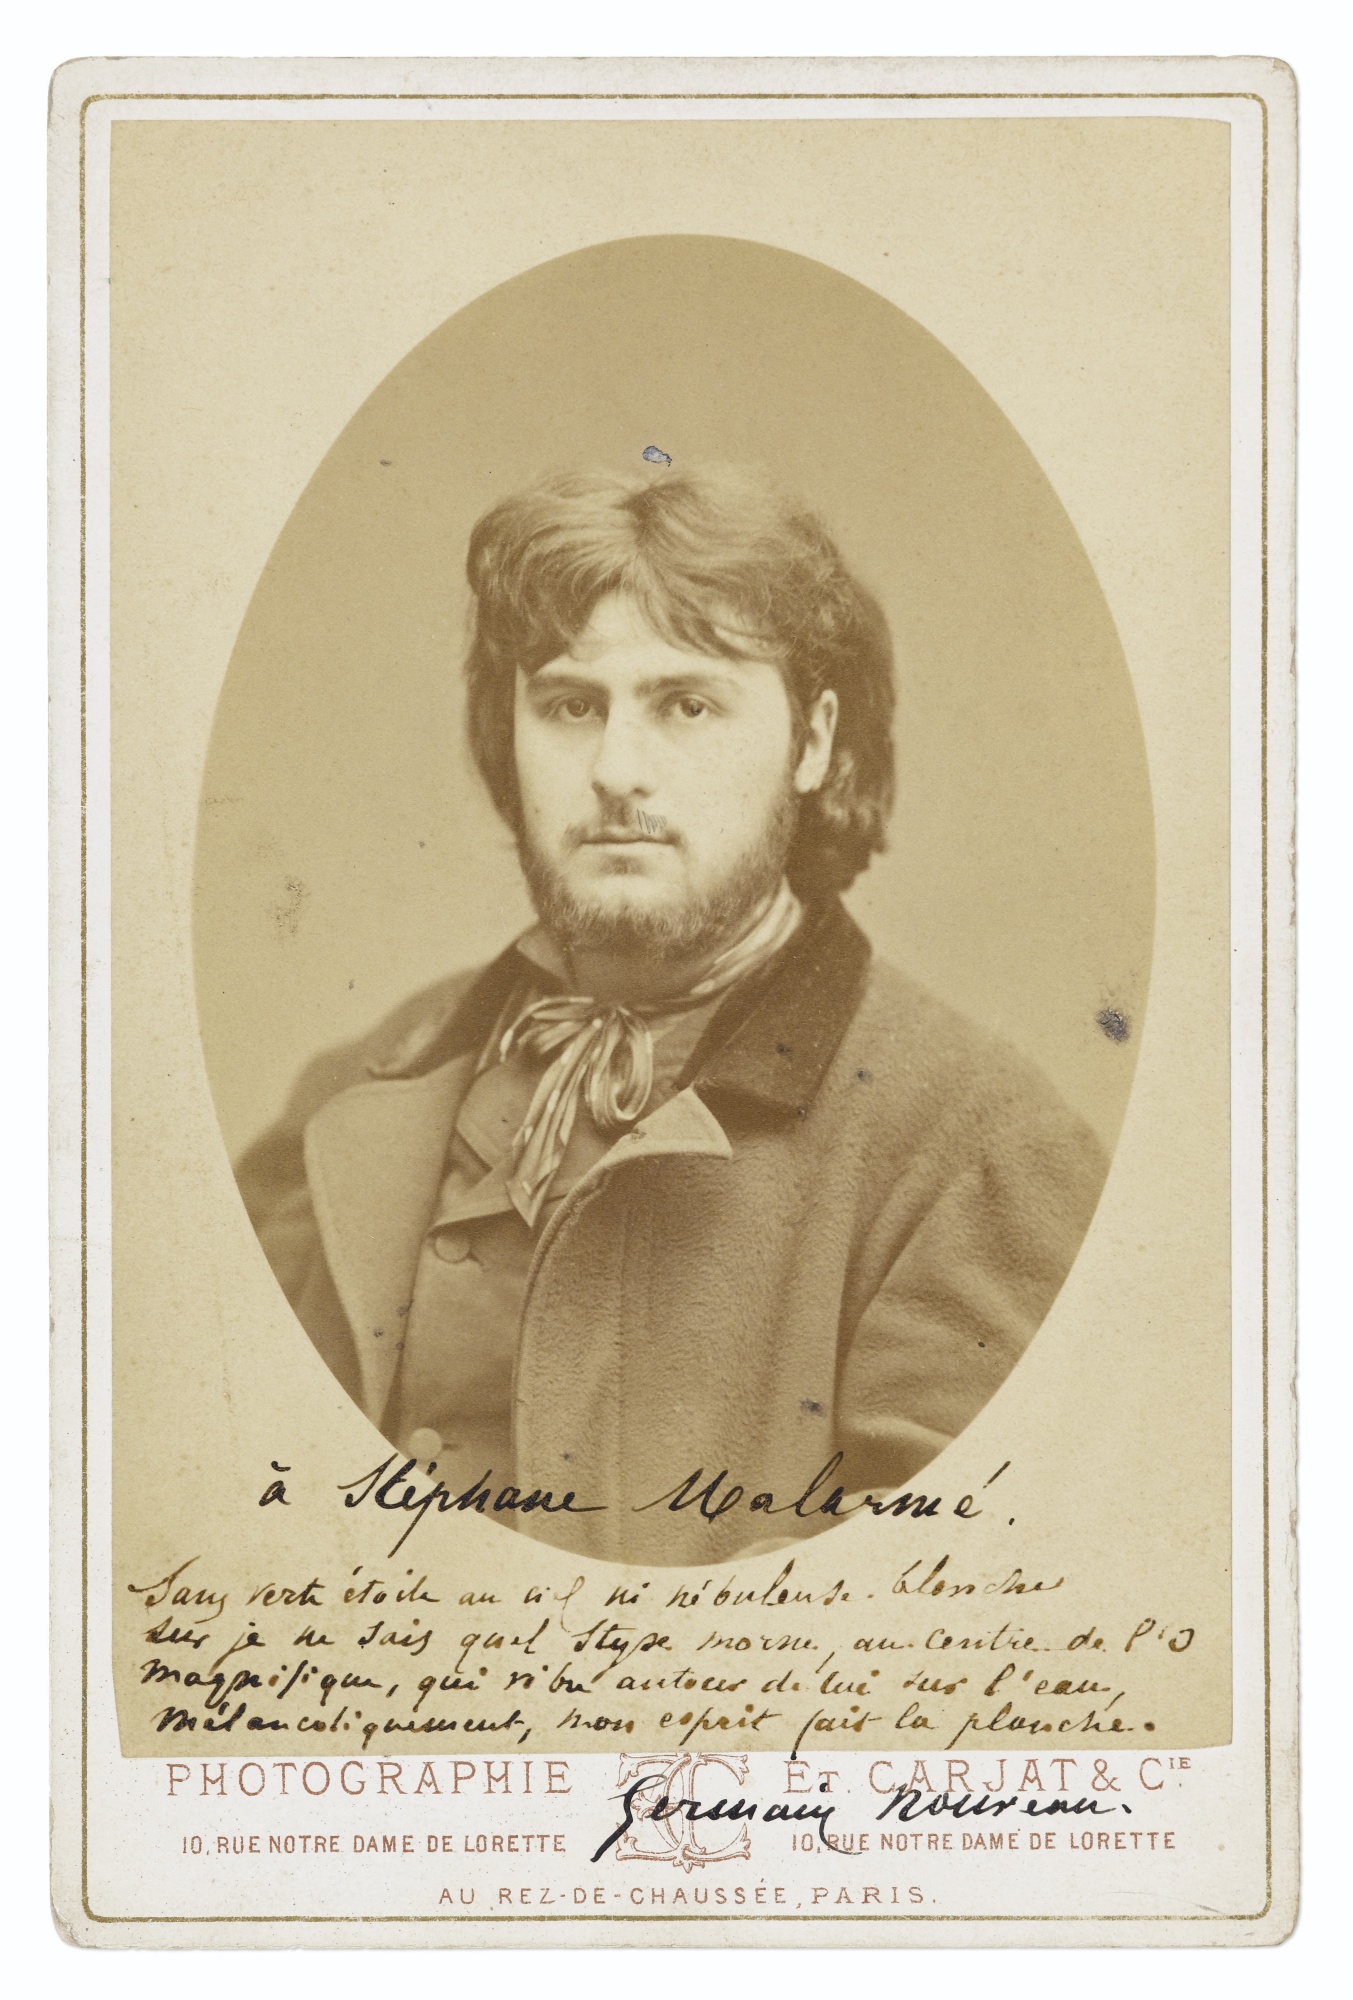 à Stéphane Malarmé.
Sans verte étoile au ciel ni nébuleuse blanche
sur je ne sais quel Styx morne, au centre de l'O
magnifique, qui vibre autour de lui sur l'eau,
Mélancoliquement, mon esprit fait la planche.
PHOTOGRAPHIE EC ET. CARJAT & CIE.
Germain Nouveau.
10, RUE NOTRE DAME DE LORETTE 10, RUE NOTRE DAME DE LORETTE
AU REZ-DE-CHAUSSÉE, PARIS.